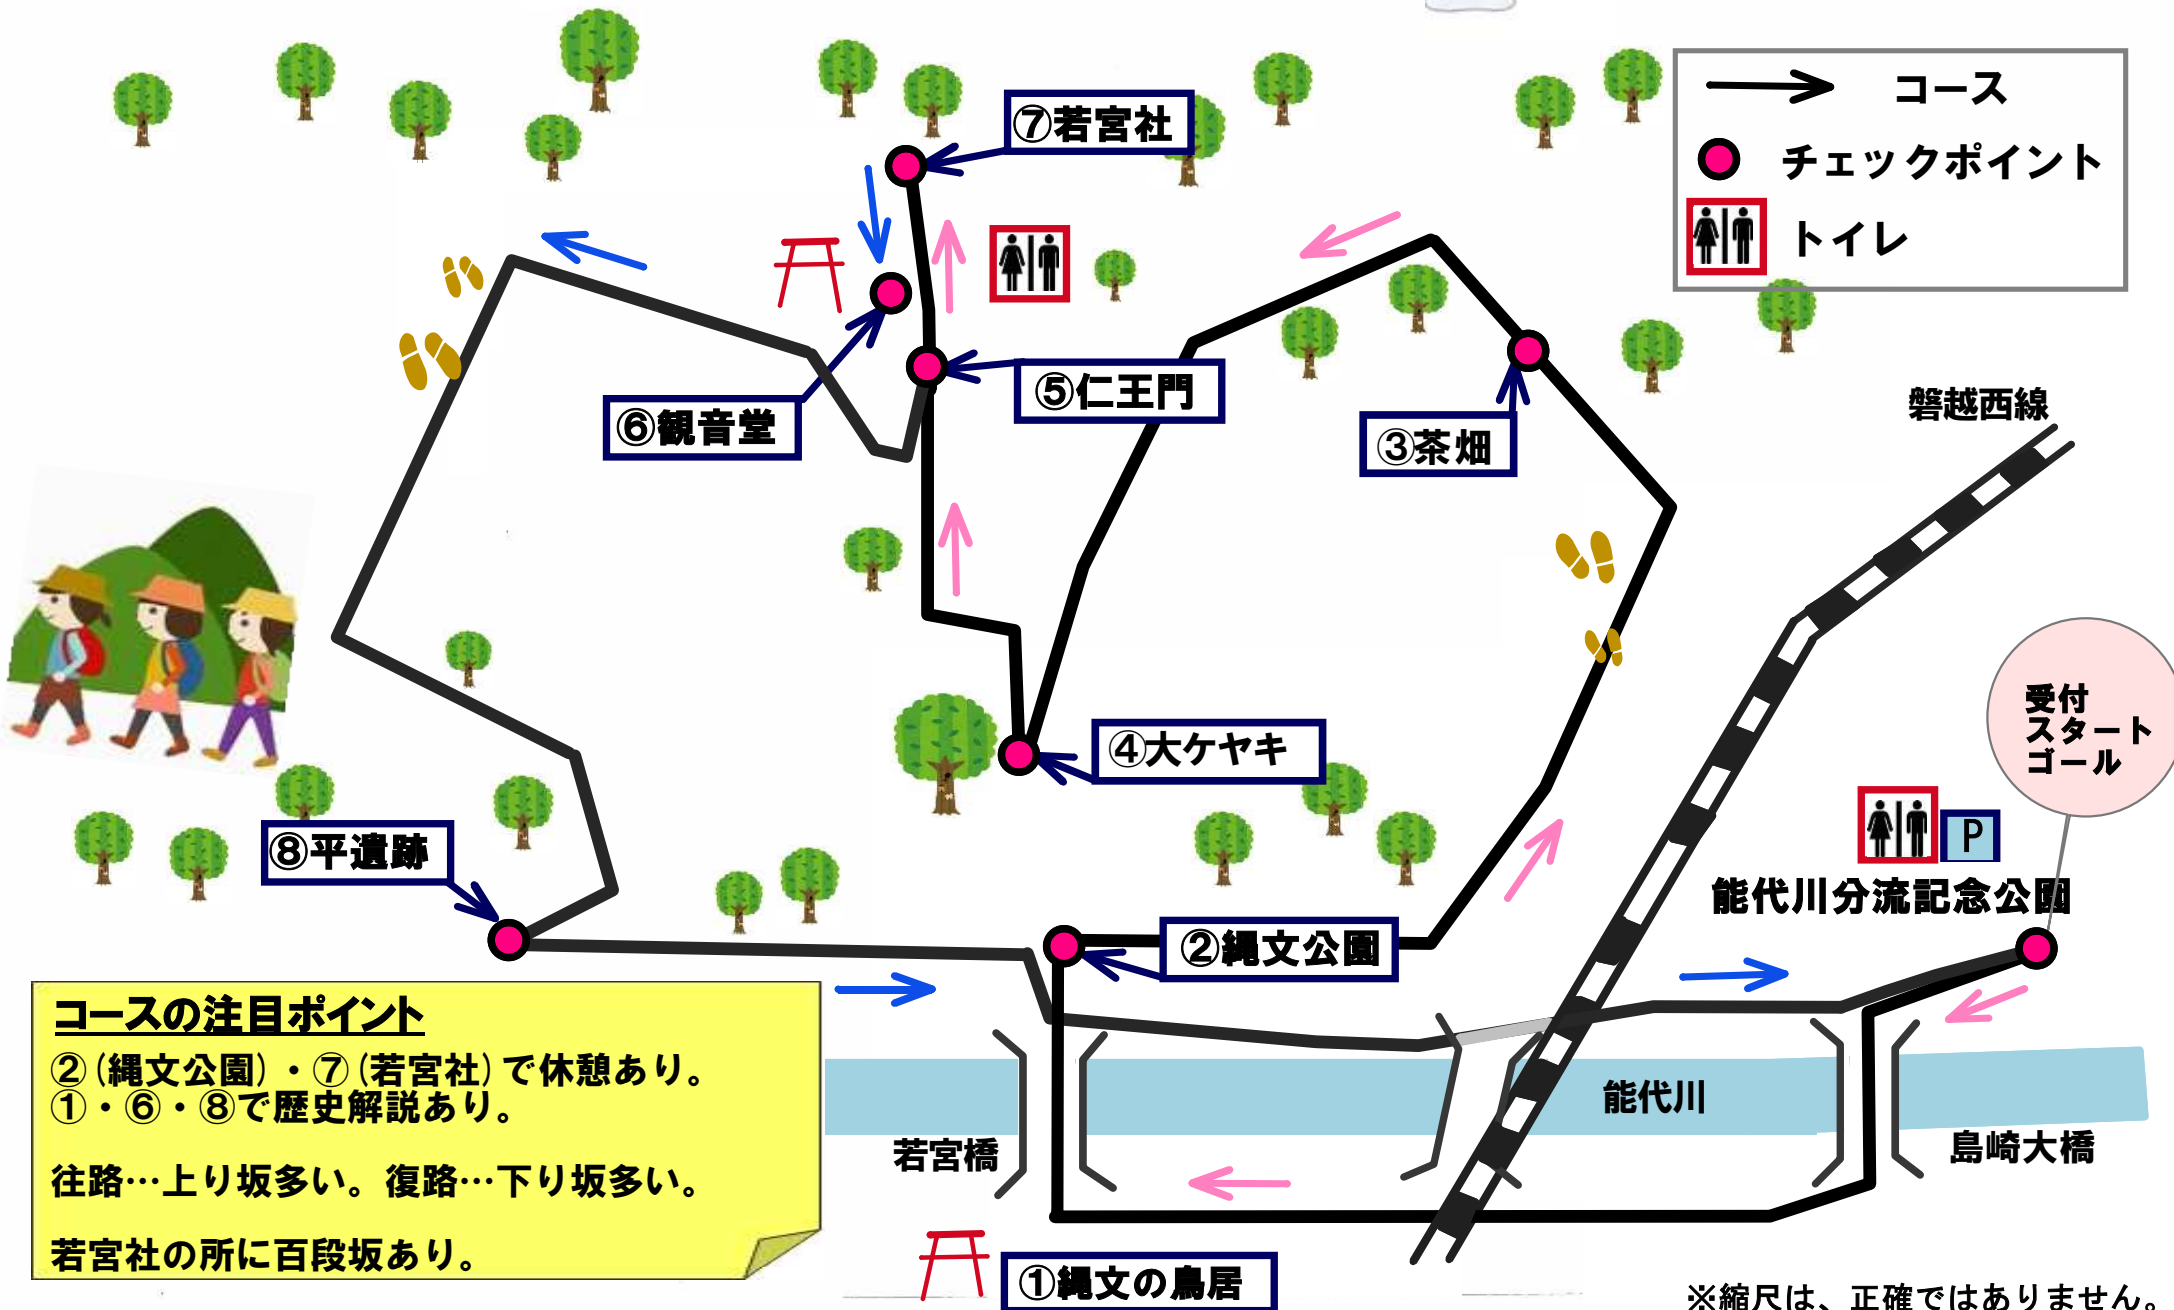 コース
チェックポイント
トイレ
⑦若宮社
⑤仁王門
⑥観音堂
③茶畑
磐越西線
受付
スタート
ゴール
④大ケヤキ
P
⑧平遺跡
能代川分流記念公園
②縄文公園
コースの注目ポイント
②(縄文公園)・⑦(若宮社)で休憩あり。
①・⑥・⑧で歴史解説あり。
往路…上り坂多い。復路…下り坂多い。
若宮社の所に百段坂あり。
能代川
若宮橋
島崎大橋
①縄文の鳥居
※縮尺は、正確ではありません。